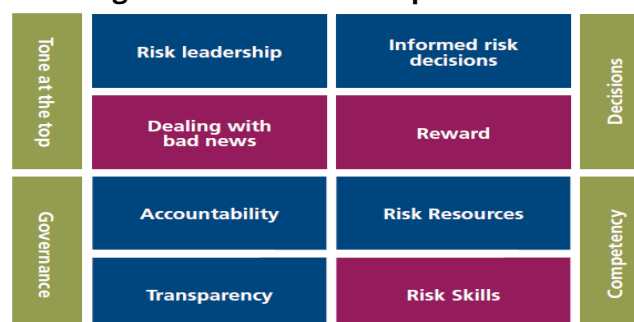 Tone at the top
Risk leadership
Informed risk
decisions
Decisions
Dealing with
bad news
Reward
Governance
Accountability
Risk Resources
Competency
Transparency
Risk Skills